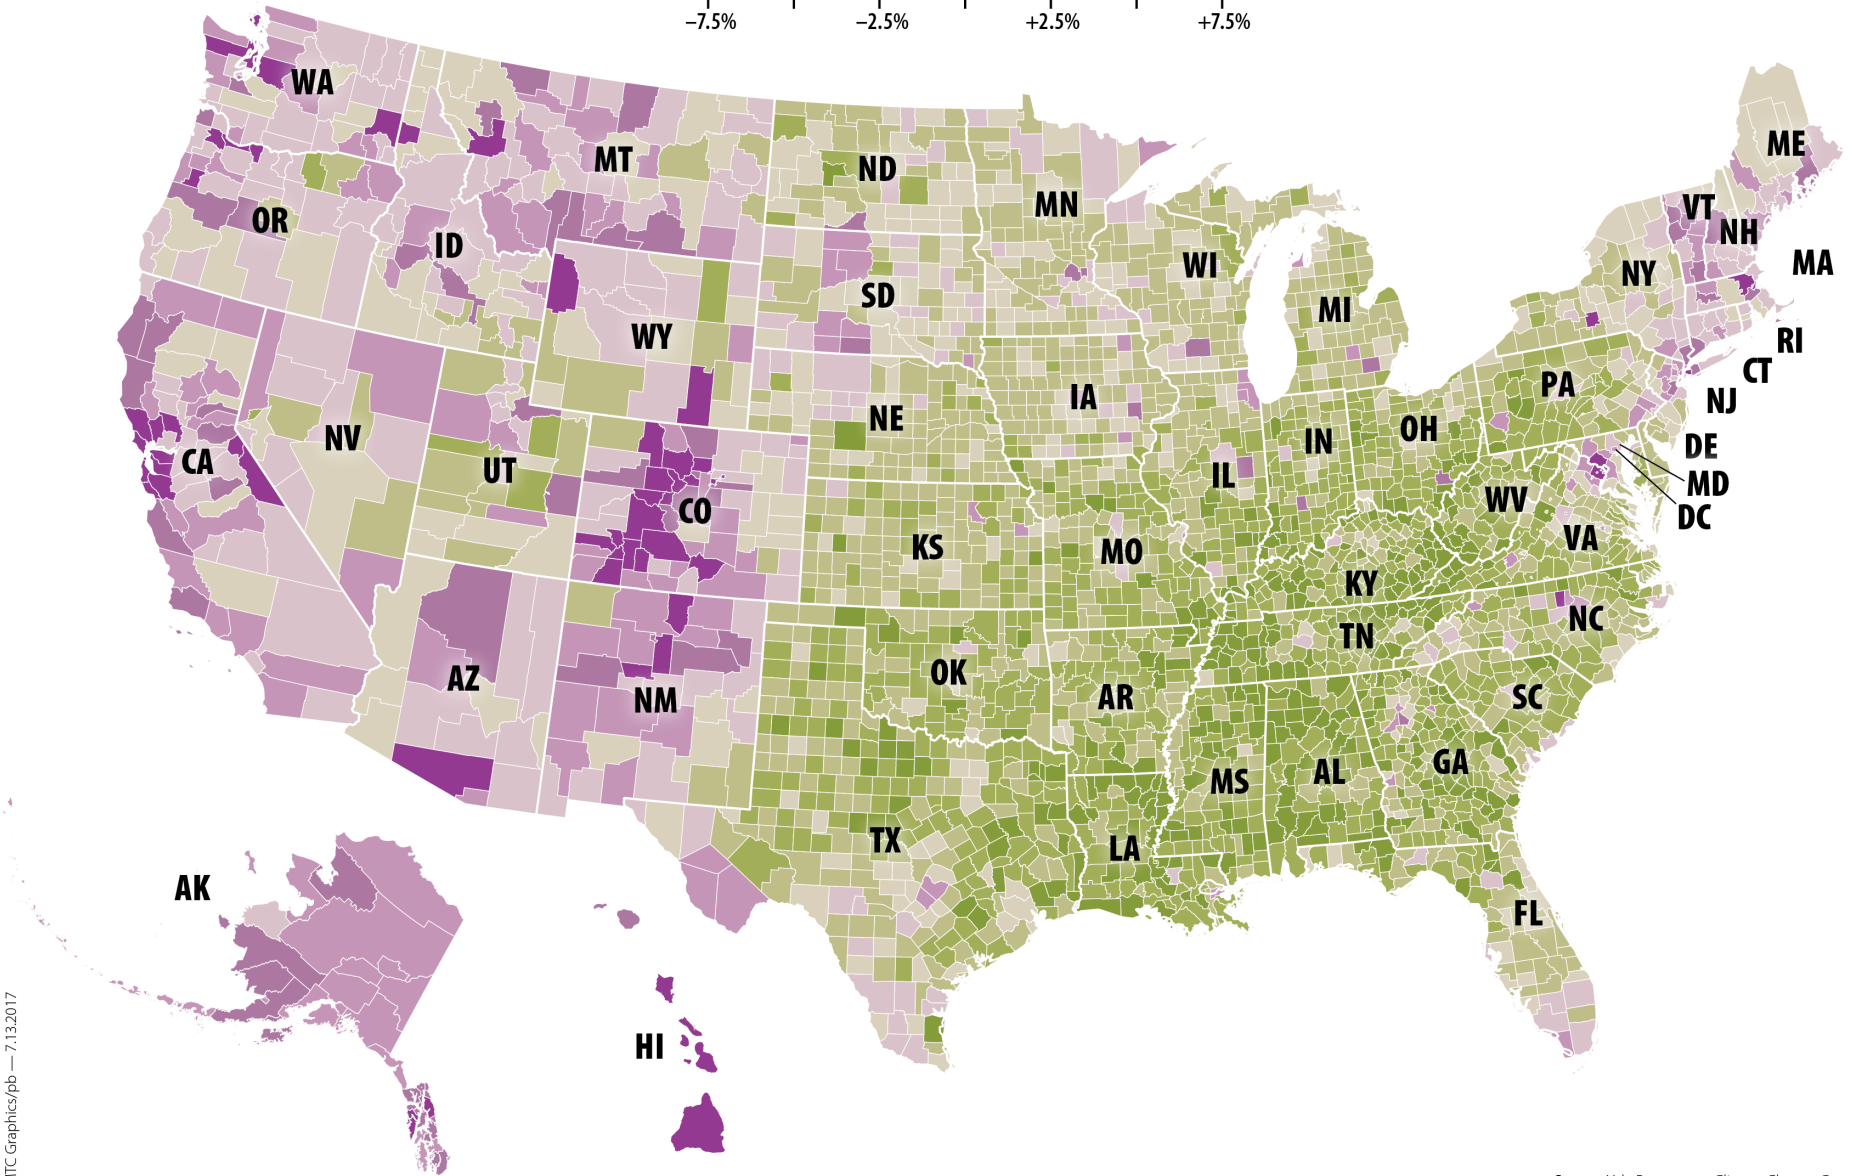 −7.5% −2.5% +2.5% +7.5%
WA
MT
ND
MN
ME
OR
ID
SD
WI
VT
NH
MA
WY
MI
NY
RI
CT
NV
UT
NE
IA
PA
NJ
CA
CO
IL
IN
OH
DE
MD
DC
KS
MO
WV
VA
KY
AZ
NM
OK
AR
TN
NC
SC
TX
LA
MS
AL
GA
AK
FL
HI
ITC Graphics/pb — 7.13.2017